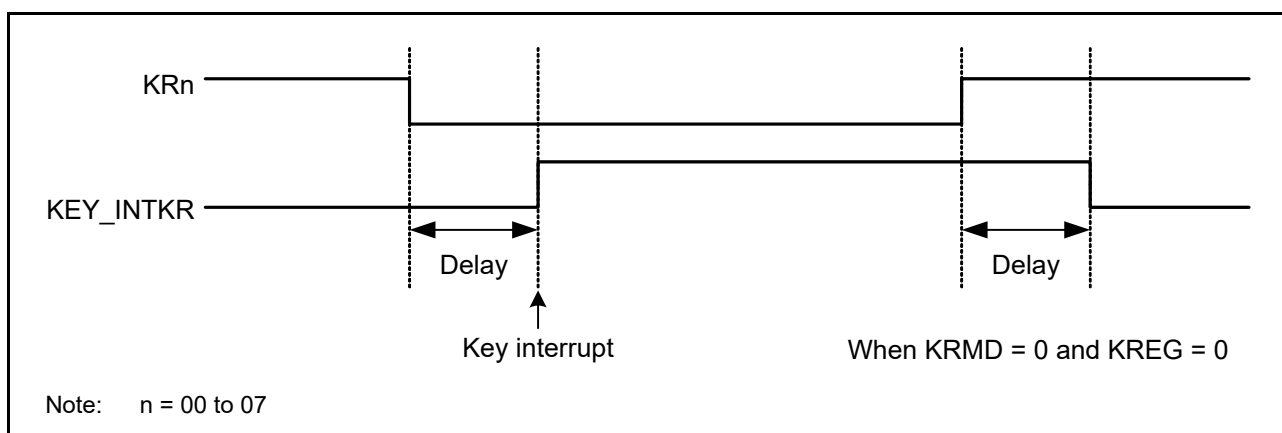 KRn
KEY_INTKR
Delay
Delay
Key interrupt
When KRMD = 0 and KREG = 0
Note: n = 00 to 07